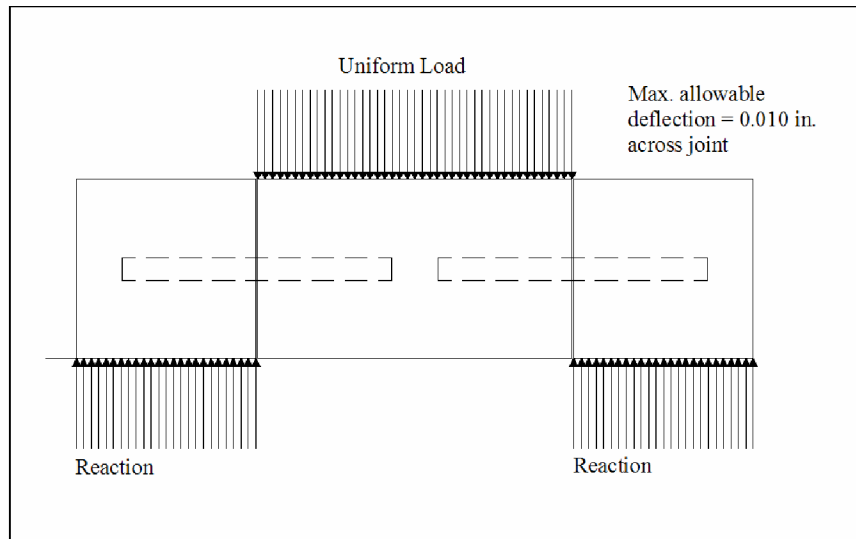 Uniform Load
Max. allowable
deflection = 0.010 in.
across joint
Reaction
Reaction